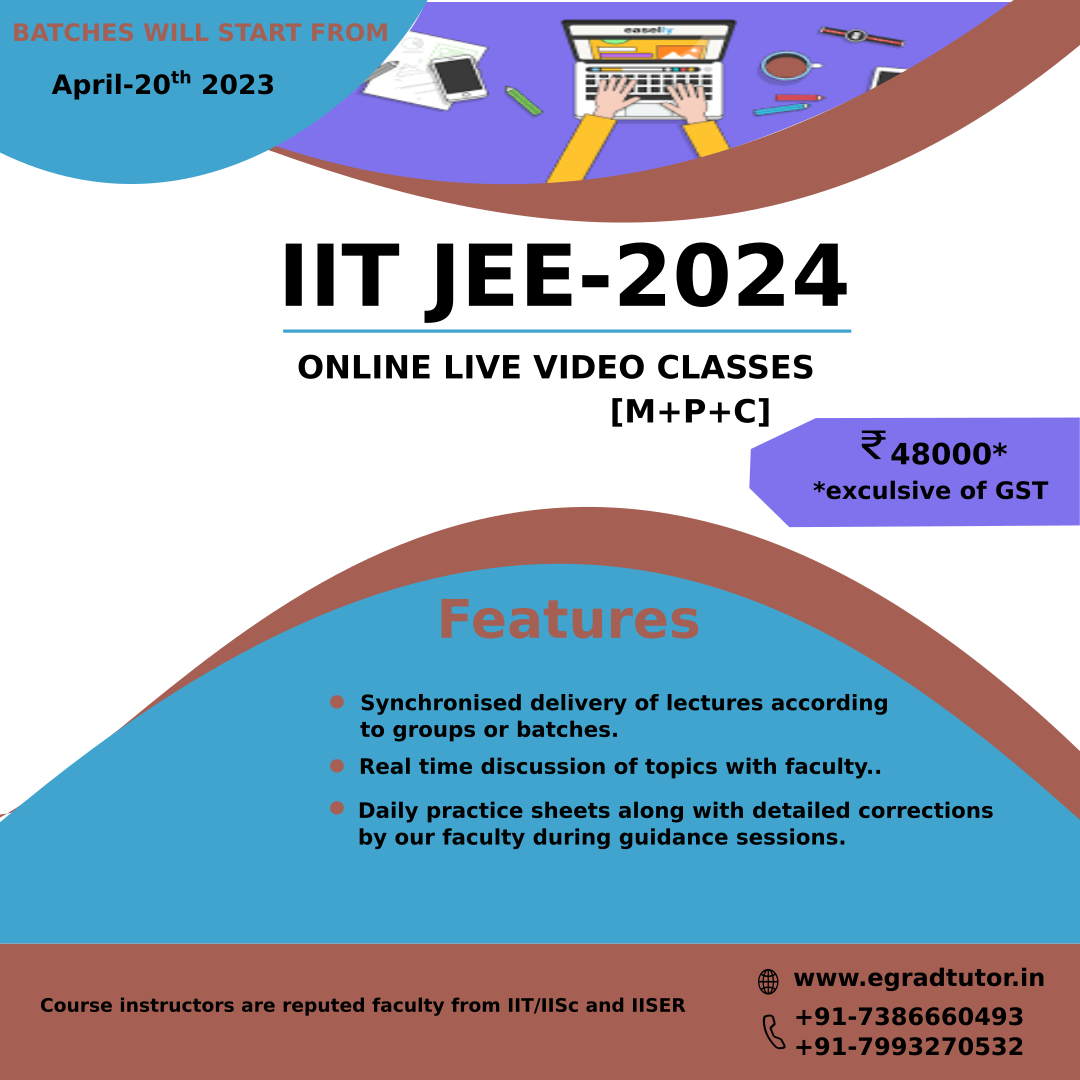 BATCHES WILL START FROM
April-20th 2023
easelly
IIT JEE-2024
ONLINE LIVE VIDEO CLASSES
[M+P+C]
₹48000*
*exculsive of GST
Features
Synchronised delivery of lectures according
to groups or batches.
Real time discussion of topics with faculty..
Daily practice sheets along with detailed corrections
by our faculty during guidance sessions.
Course instructors are reputed faculty from IIT/IISc and IISER
www.egradtutor.in
+91-7386660493
+91-7993270532